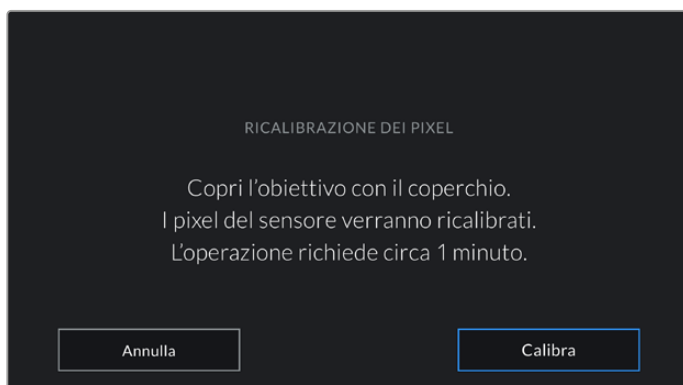 RICALIBRAZIONE DEI PIXEL
Copri l’obiettivo con il coperchio.
I pixel del sensore verranno ricalibrati.
L’operazione richiede circa 1 minuto.
Annulla
Calibra